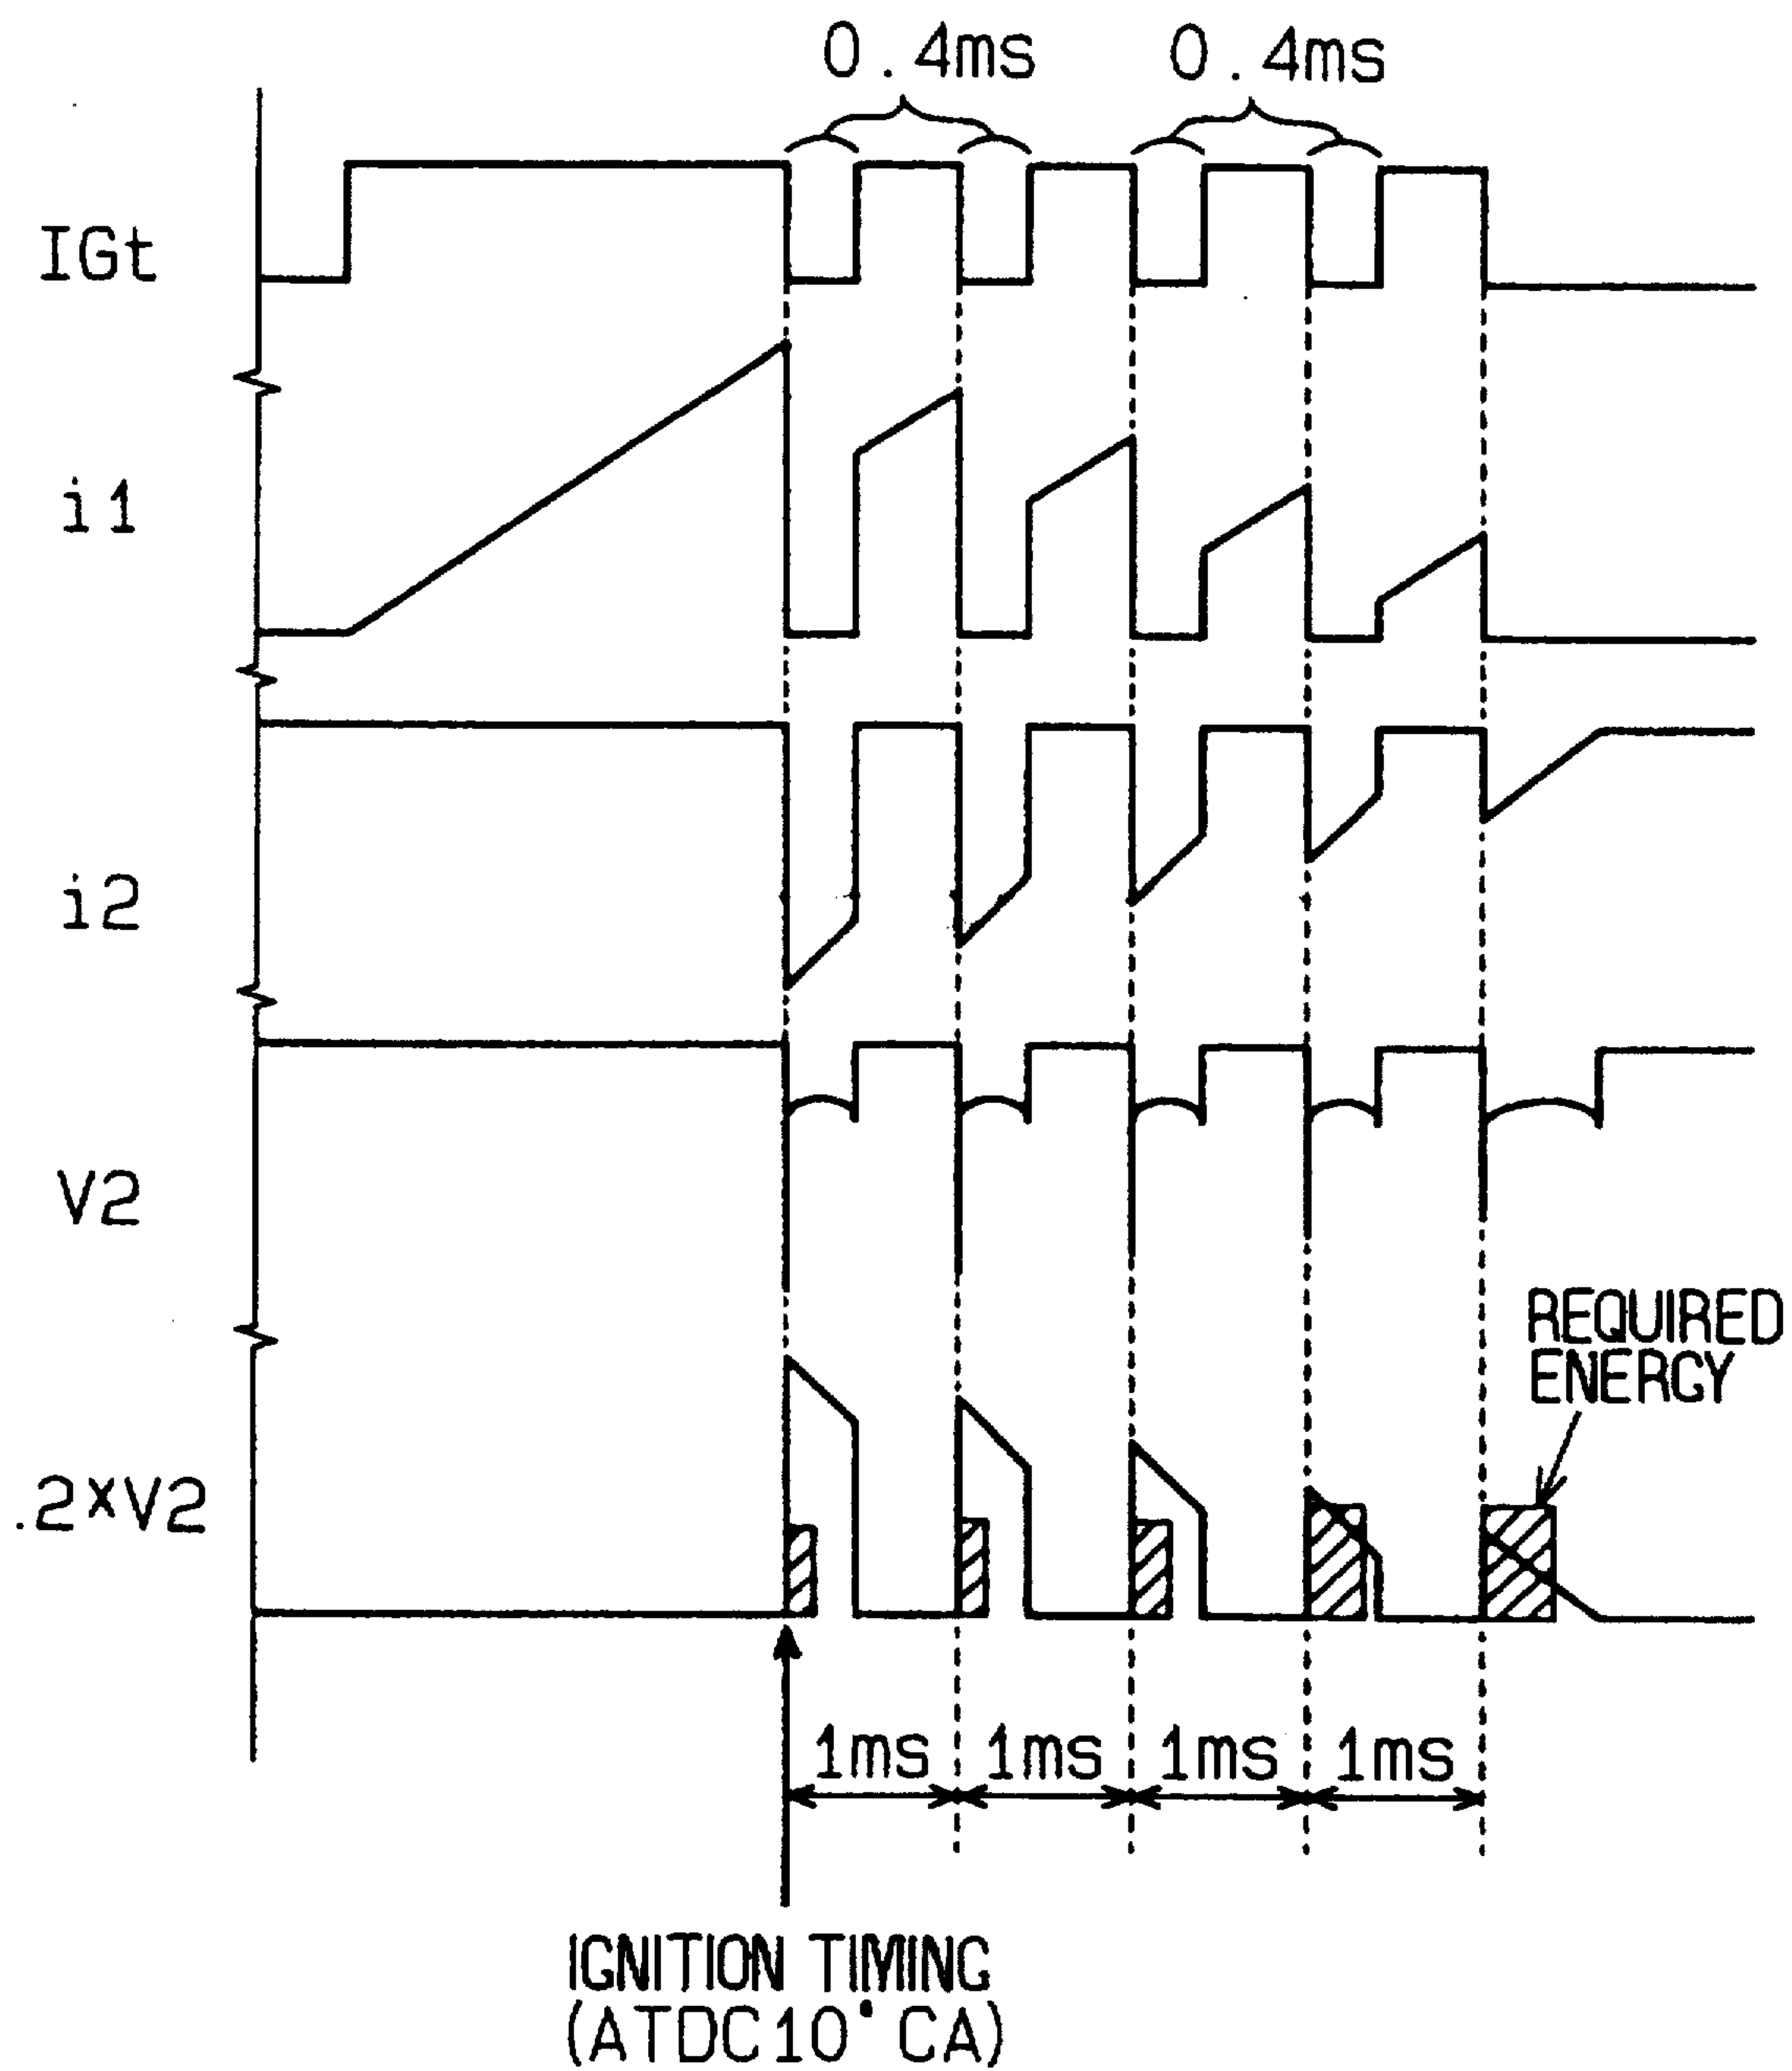 0.4ms 0.4ms
IGt
i1
i2
V2
REQUIRED
ENERGY
.2×V2
1ms 1ms 1ms 1ms
IGNITION TIMING
(ATDC10° CA)